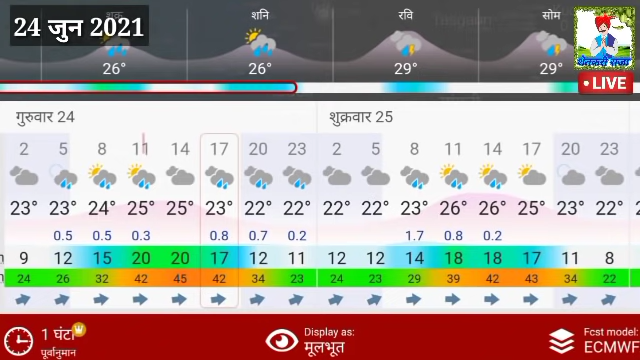 24 जुन 2021
शुक्र शनि रवि सोम
26° 26° 29° 29°
शेतकरी राजा
• LIVE
गुरुवार 24 शुक्रवार 25
2 5 8 11 14 17 20 23 2 5 8 11 14 17 20 23
23° 23° 24° 25° 25° 23° 22° 22° 22° 22° 23° 26° 26° 25° 23° 22°
0.5 0.5 0.3 0.8 0.7 0.2 1.7 0.8 0.2
9 12 15 20 20 17 12 11 12 12 14 18 18 17 11 8
24 26 32 42 45 42 34 23 24 23 29 39 42 43 34 22
1 घंटा
पूर्वानुमान
Display as:
मूलभूत
Fcst model:
ECMWF